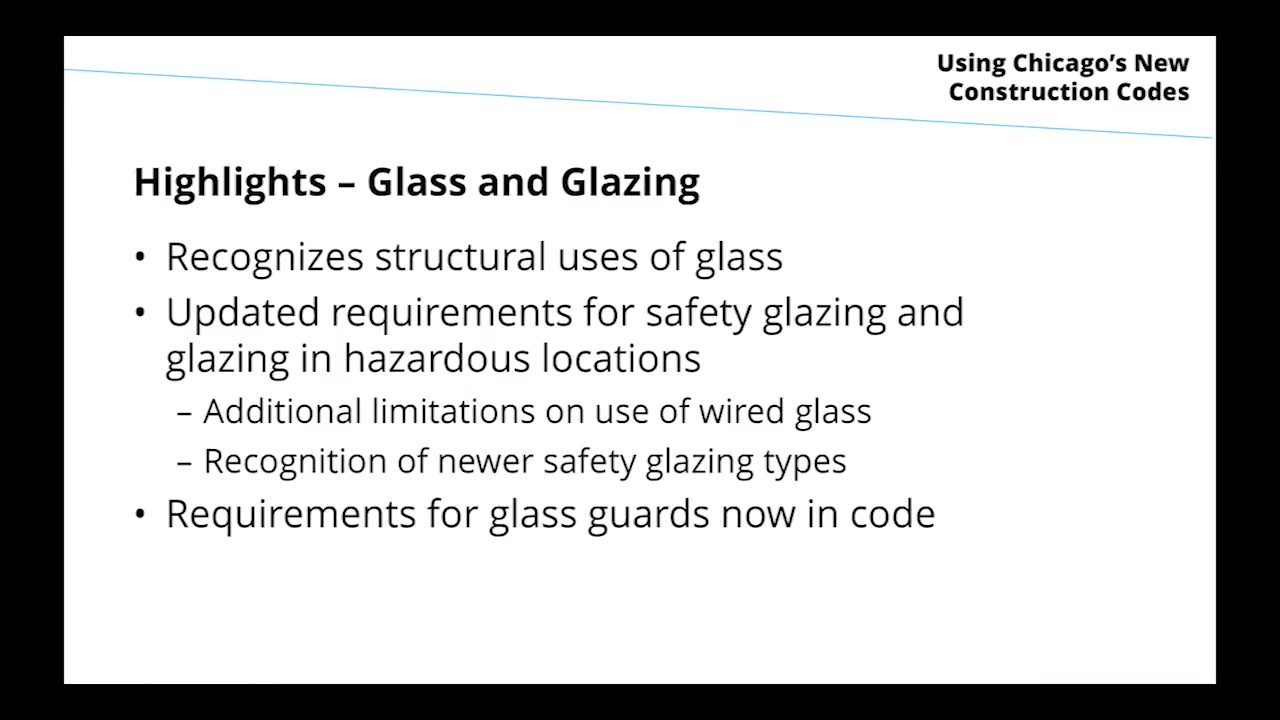 Using Chicago’s New
Construction Codes
Highlights – Glass and Glazing
• Recognizes structural uses of glass
• Updated requirements for safety glazing and
glazing in hazardous locations
– Additional limitations on use of wired glass
– Recognition of newer safety glazing types
• Requirements for glass guards now in code